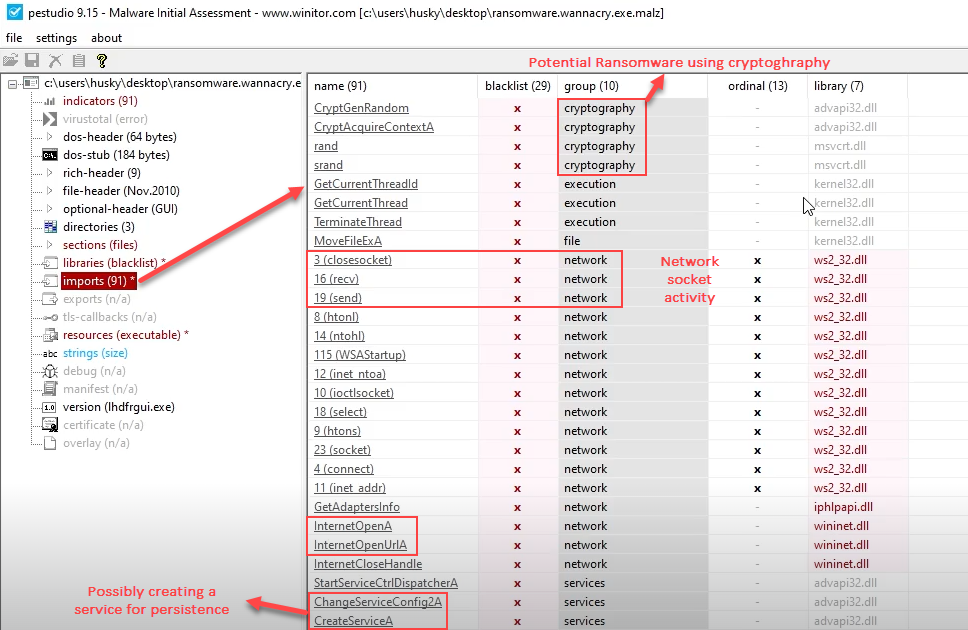 pestudio 9.15 - Malware Initial Assessment - www.winitor.com [c:\users\husky\desktop\ransomware.wannacry.exe.malz]
file settings about
c:\users\husky\desktop\ransomware.wannacry.e
indicators (91)
virustotal (error)
dos-header (64 bytes)
dos-stub (184 bytes)
rich-header (9)
file-header (Nov.2010)
optional-header (GUI)
directories (3)
sections (files)
libraries (blacklist) *
imports (91) *
exports (n/a)
tls-callbacks (n/a)
resources (executable) *
abc strings (size)
debug (n/a)
manifest (n/a)
1.0 version (lhdfrgui.exe)
certificate (n/a)
overlay (n/a)
Potential Ransomware using cryptoghraphy
name (91) blacklist (29) group (10) ordinal (13) library (7)
CryptGenRandom x cryptography - advapi32.dll
CryptAcquireContextA x cryptography - advapi32.dll
rand x cryptography - msvcrt.dll
srand x cryptography - msvcrt.dll
GetCurrentThreadId x execution - kernel32.dll
GetCurrentThread x execution - kernel32.dll
TerminateThread x execution - kernel32.dll
MoveFileExA x file - kernel32.dll
3 (closesocket) x network x ws2_32.dll
16 (recv) x network x ws2_32.dll
19 (send) x network x ws2_32.dll
8 (htonl) x network x ws2_32.dll
14 (ntohl) x network x ws2_32.dll
115 (WSAStartup) x network x ws2_32.dll
12 (inet_ntoa) x network x ws2_32.dll
10 (ioctlsocket) x network x ws2_32.dll
18 (select) x network x ws2_32.dll
9 (htons) x network x ws2_32.dll
23 (socket) x network x ws2_32.dll
4 (connect) x network x ws2_32.dll
11 (inet_addr) x network x ws2_32.dll
GetAdaptersInfo x network - iphlpapi.dll
InternetOpenA x network - wininet.dll
InternetOpenUrlA x network - wininet.dll
InternetCloseHandle x network - wininet.dll
StartServiceCtrlDispatcherA x services - advapi32.dll
ChangeServiceConfig2A x services - advapi32.dll
CreateServiceA x services - advapi32.dll
Network
socket
activity
Possibly creating a
service for persistence